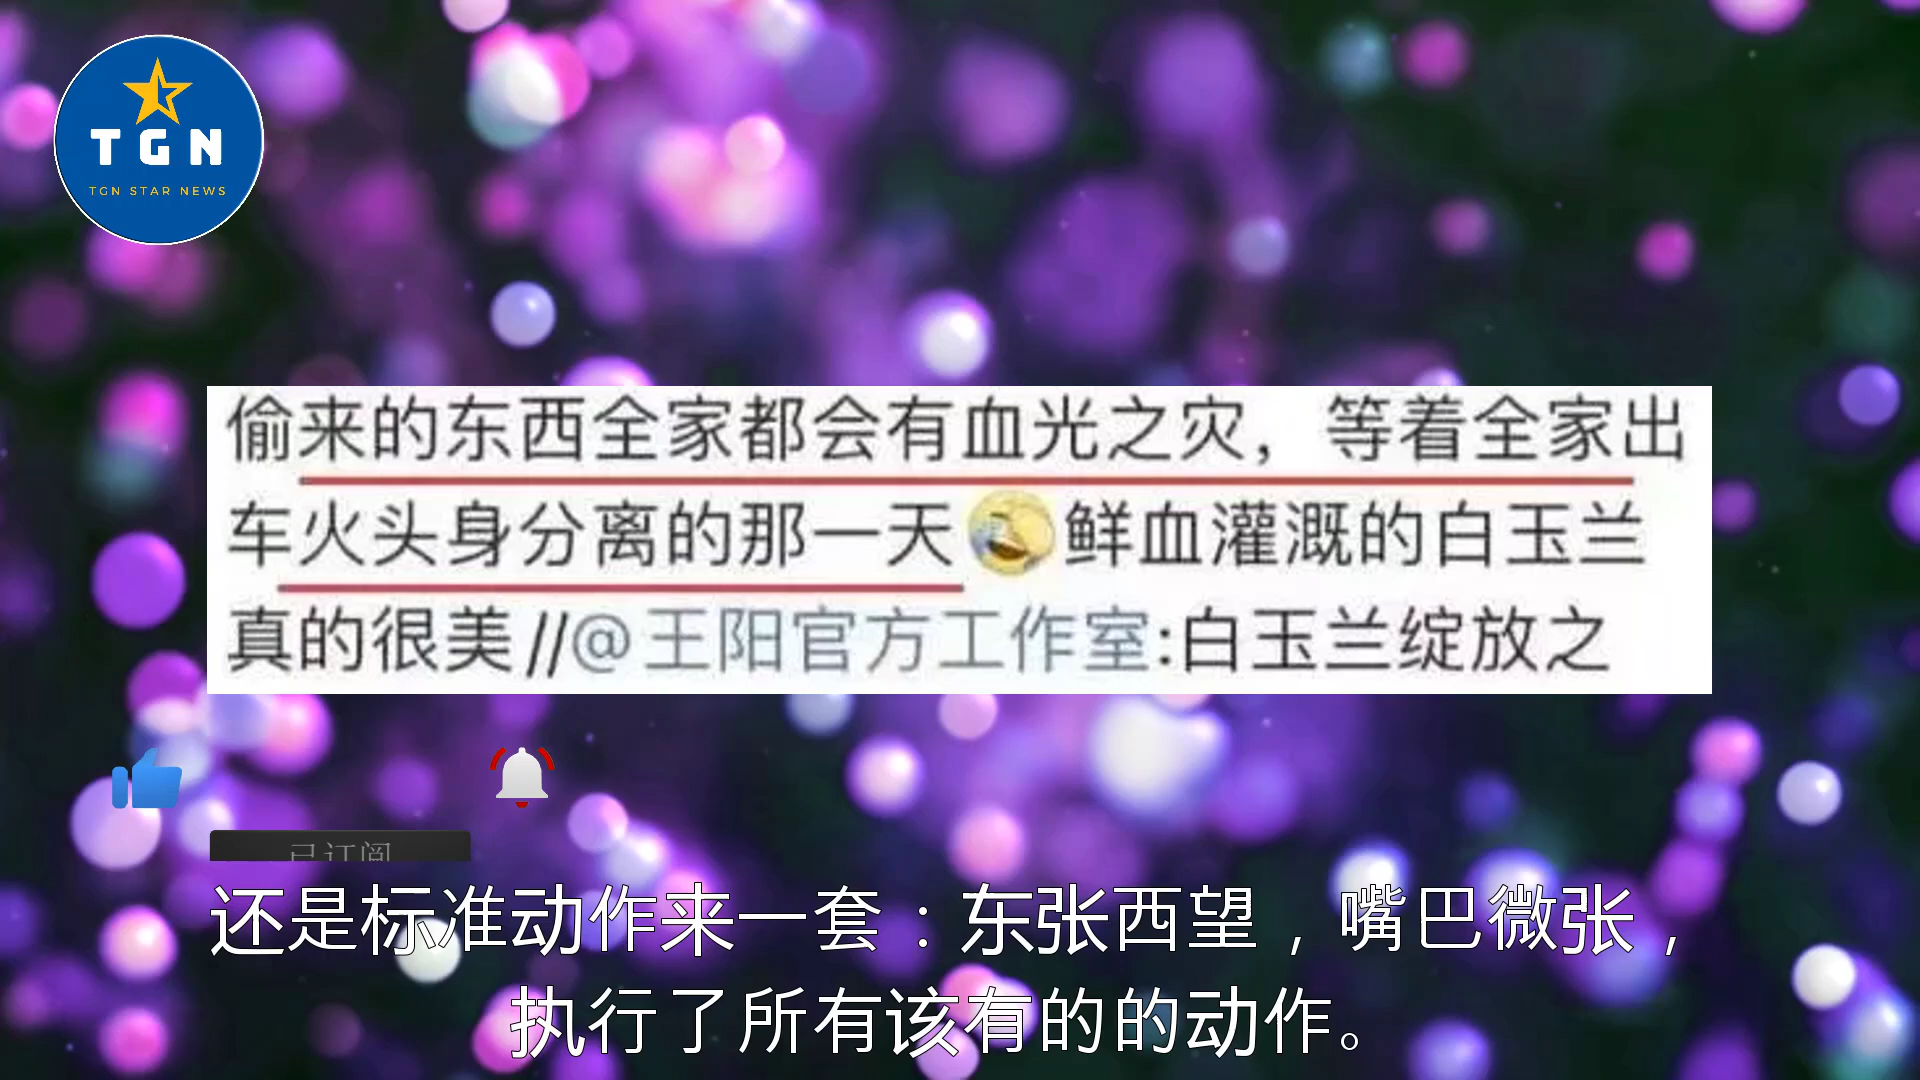 TGN
TGN STAR NEWS
偷来的东西全家都会有血光之灾，等着全家出
车火头身分离的那一天🤣鲜血灌溉的白玉兰
真的很美//@王阳官方工作室:白玉兰绽放之
已订阅
还是标准动作来一套：东张西望，嘴巴微张，
执行了所有该有的的动作。